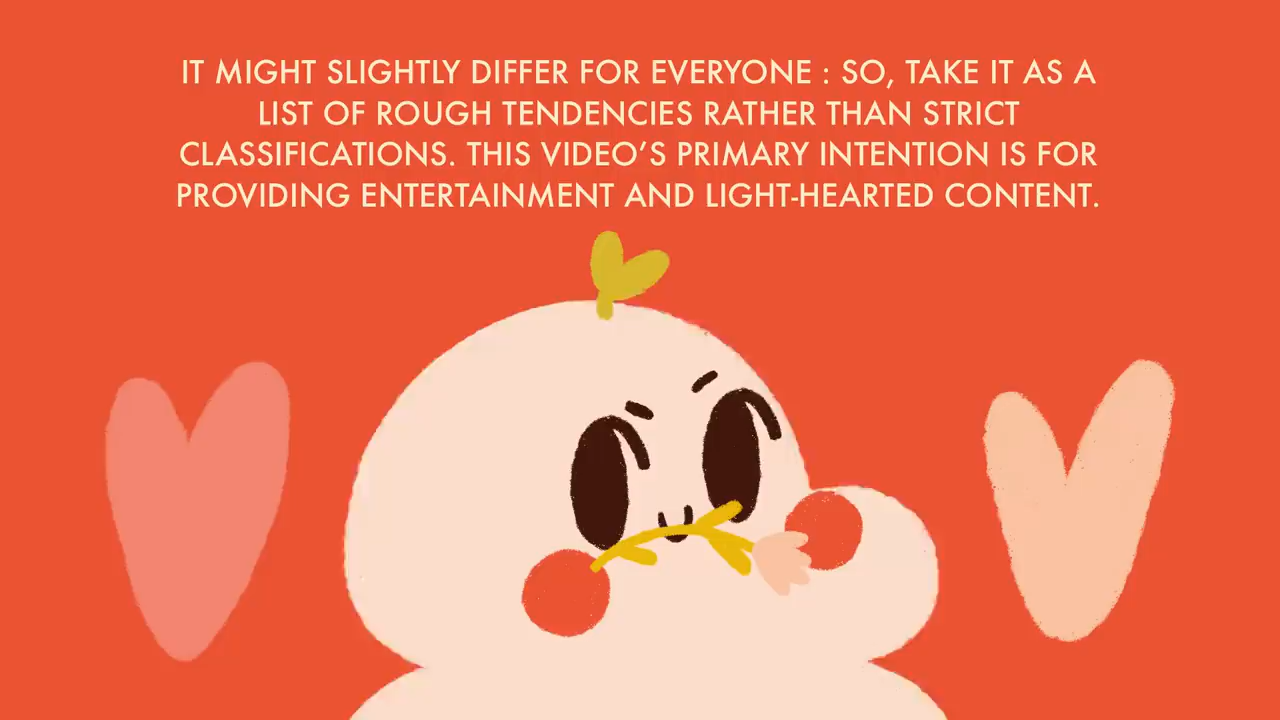 IT MIGHT SLIGHTLY DIFFER FOR EVERYONE : SO, TAKE IT AS A
LIST OF ROUGH TENDENCIES RATHER THAN STRICT
CLASSIFICATIONS. THIS VIDEO’S PRIMARY INTENTION IS FOR
PROVIDING ENTERTAINMENT AND LIGHT-HEARTED CONTENT.